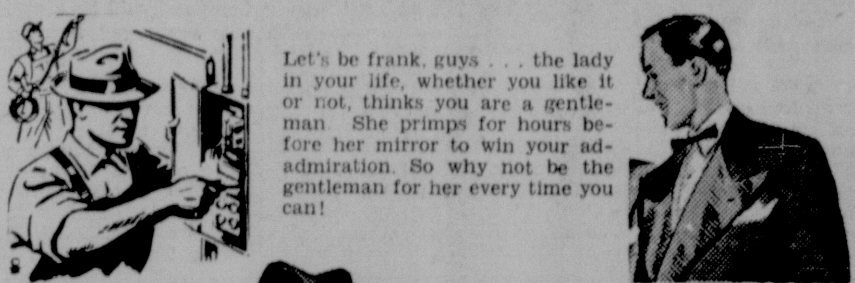 Let's be frank, guys . . . the lady
in your life, whether you like it
or not, thinks you are a gentle-
man. She primps for hours be-
fore her mirror to win your ad-
admiration. So why not be the
gentleman for her every time you
can!
8